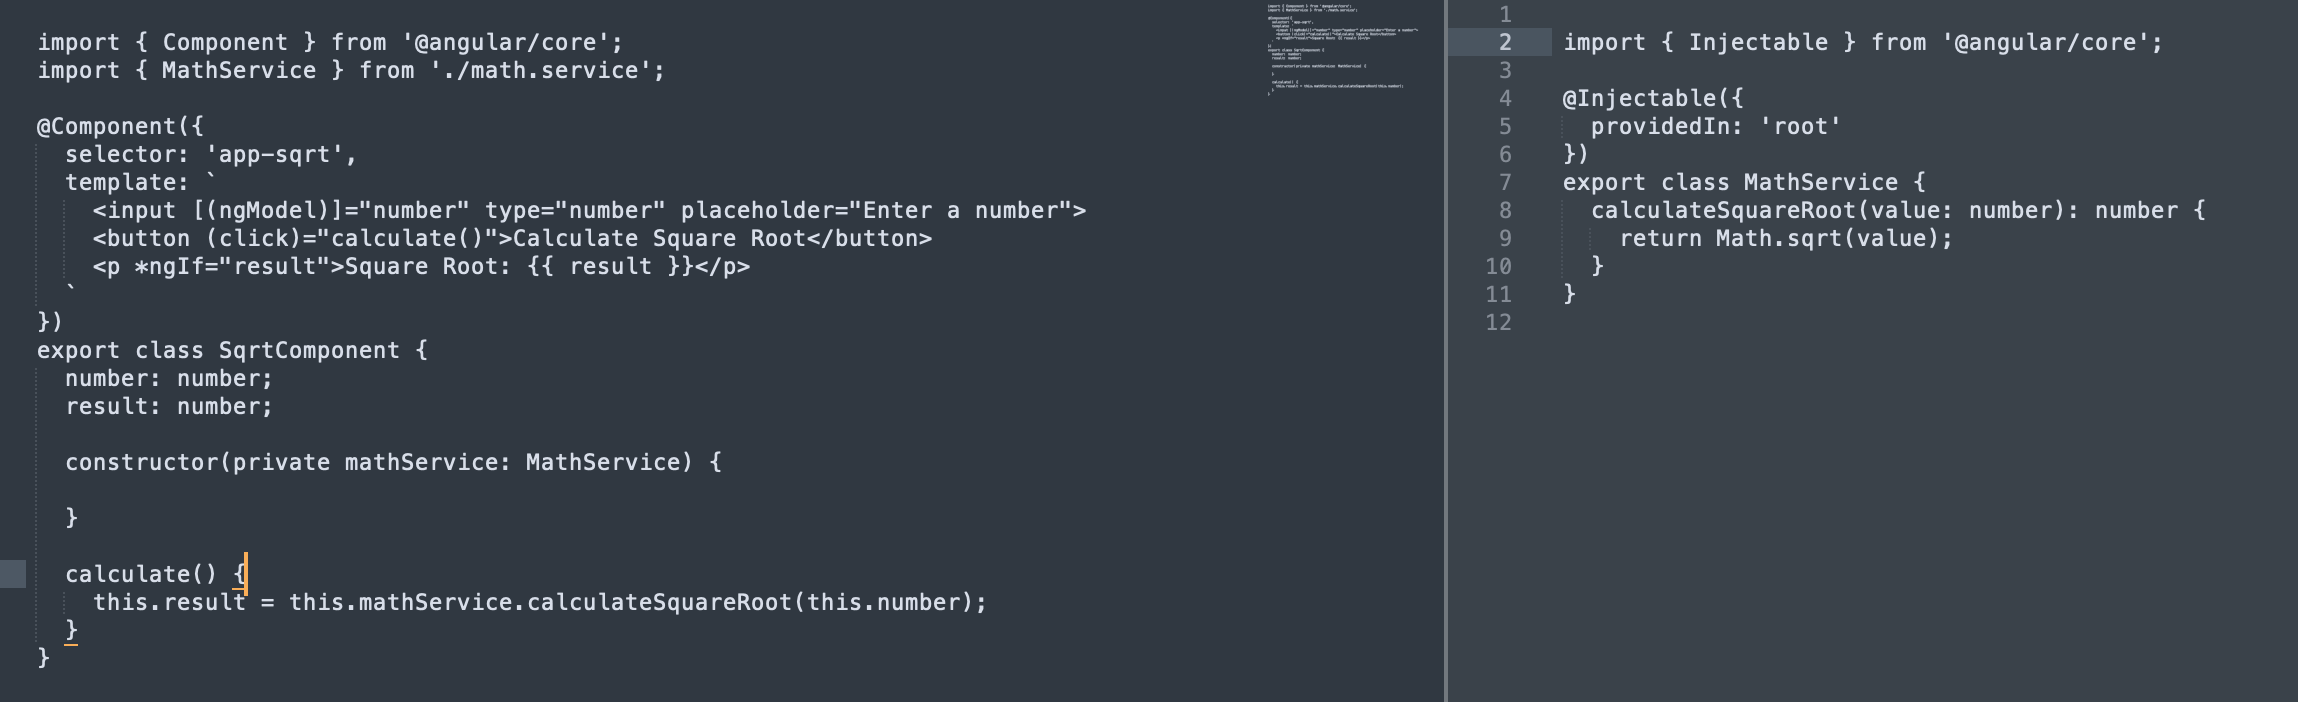 import { Component } from '@angular/core';
import { MathService } from './math.service';
@Component({
  selector: 'app-sqrt',
  template: `
    <input [(ngModel)]="number" type="number" placeholder="Enter a number">
    <button (click)="calculate()">Calculate Square Root</button>
    <p *ngIf="result">Square Root: {{ result }}</p>
  `
})
export class SqrtComponent {
  number: number;
  result: number;
  constructor(private mathService: MathService) {
  }
  calculate() {
    this.result = this.mathService.calculateSquareRoot(this.number);
  }
}
1
2 import { Injectable } from '@angular/core';
3
4 @Injectable({
5   providedIn: 'root'
6 })
7 export class MathService {
8   calculateSquareRoot(value: number): number {
9     return Math.sqrt(value);
10   }
11 }
12